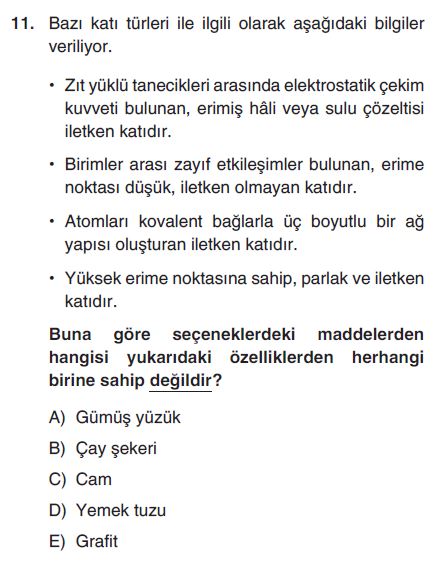 11. Bazı katı türleri ile ilgili olarak aşağıdaki bilgiler
veriliyor.
• Zıt yüklü tanecikleri arasında elektrostatik çekim
kuvveti bulunan, erimiş hâli veya sulu çözeltisi
iletken katıdır.
• Birimler arası zayıf etkileşimler bulunan, erime
noktası düşük, iletken olmayan katıdır.
• Atomları kovalent bağlarla üç boyutlu bir ağ
yapısı oluşturan iletken katıdır.
• Yüksek erime noktasına sahip, parlak ve iletken
katıdır.
Buna göre seçeneklerdeki maddelerden
hangisi yukarıdaki özelliklerden herhangi
birine sahip değildir?
A) Gümüş yüzük
B) Çay şekeri
C) Cam
D) Yemek tuzu
E) Grafit